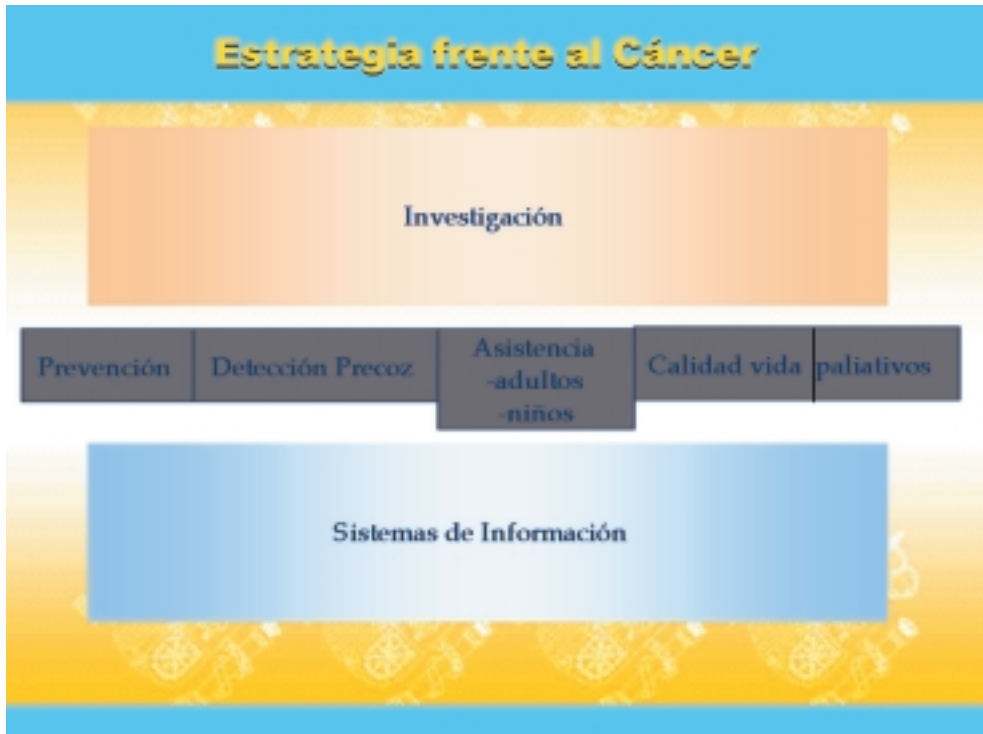 Estrategia frente al Cáncer
Investigación
Prevención
Detección Precoz
Asistencia
-adultos
-niños
Calidad vida
paliativos
Sistemas de Información